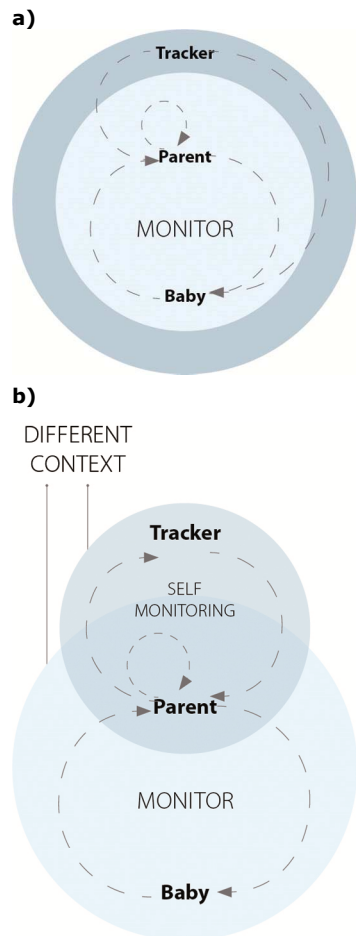 a)
Tracker
Parent
MONITOR
Baby
b)
DIFFERENT
CONTEXT
Tracker
SELF
MONITORING
Parent
MONITOR
Baby